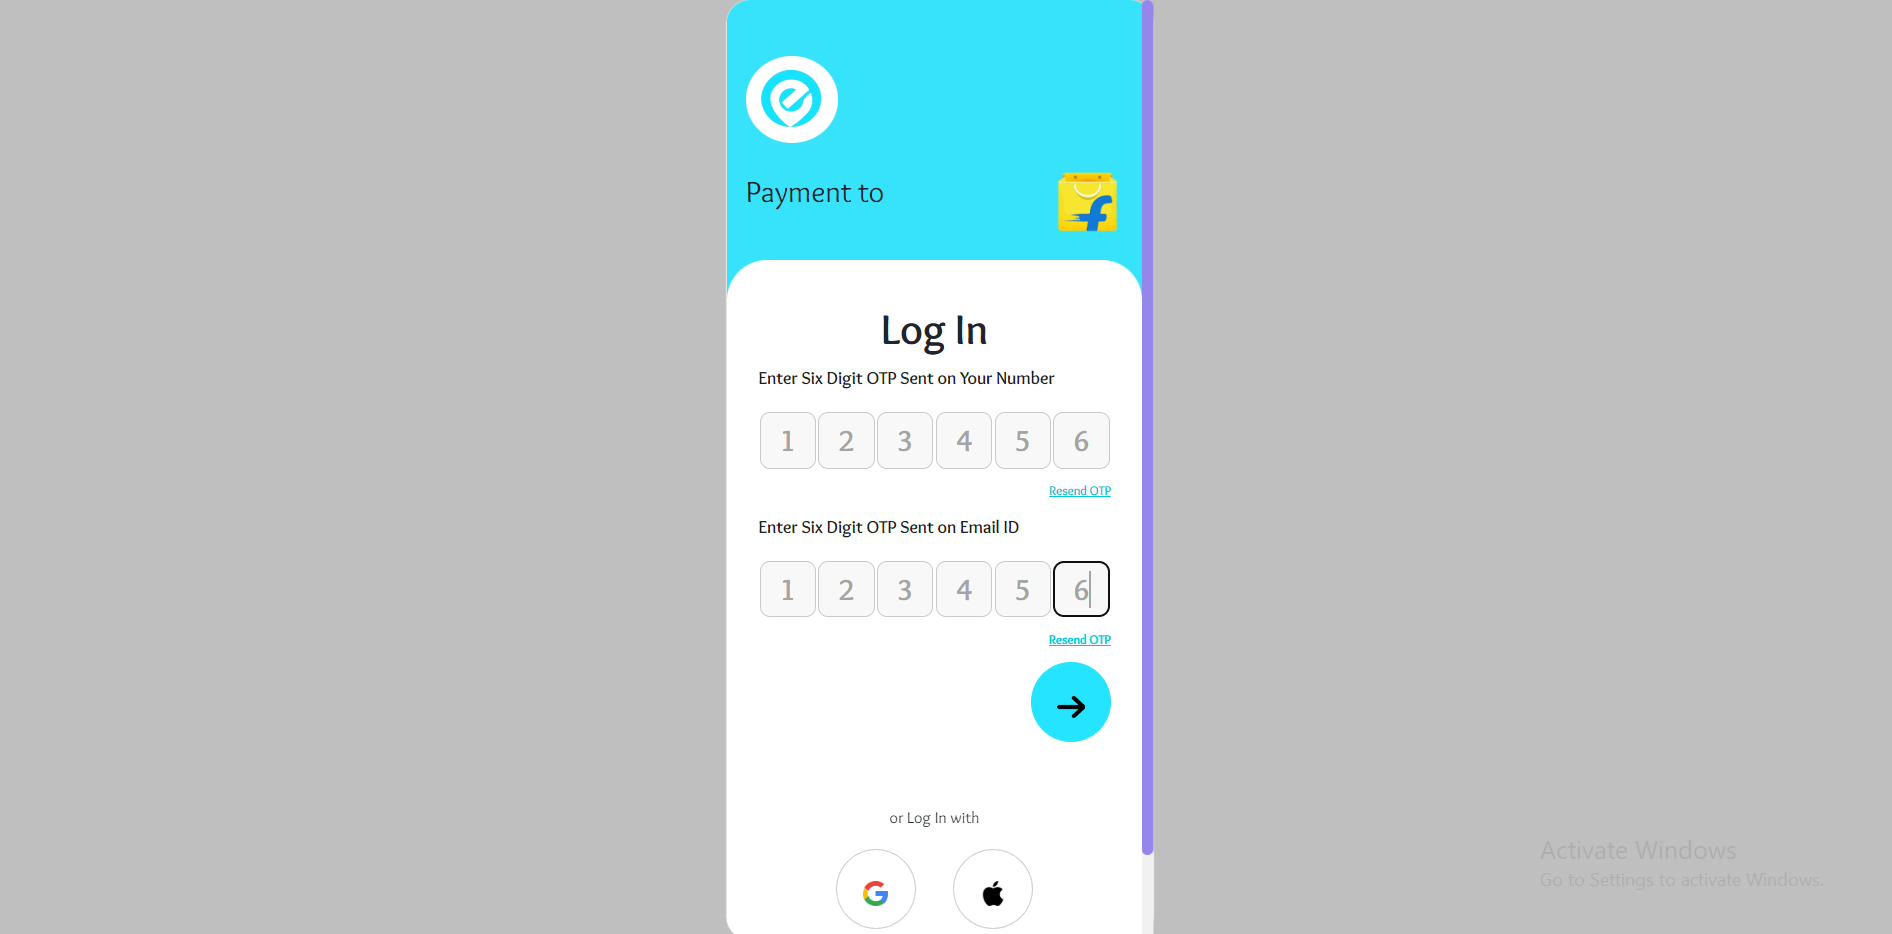 Payment to
Log In
Enter Six Digit OTP Sent on Your Number
1 2 3 4 5 6
Resend OTP
Enter Six Digit OTP Sent on Email ID
1 2 3 4 5 6
Resend OTP
or Log In with
Activate Windows
Go to Settings to activate Windows.